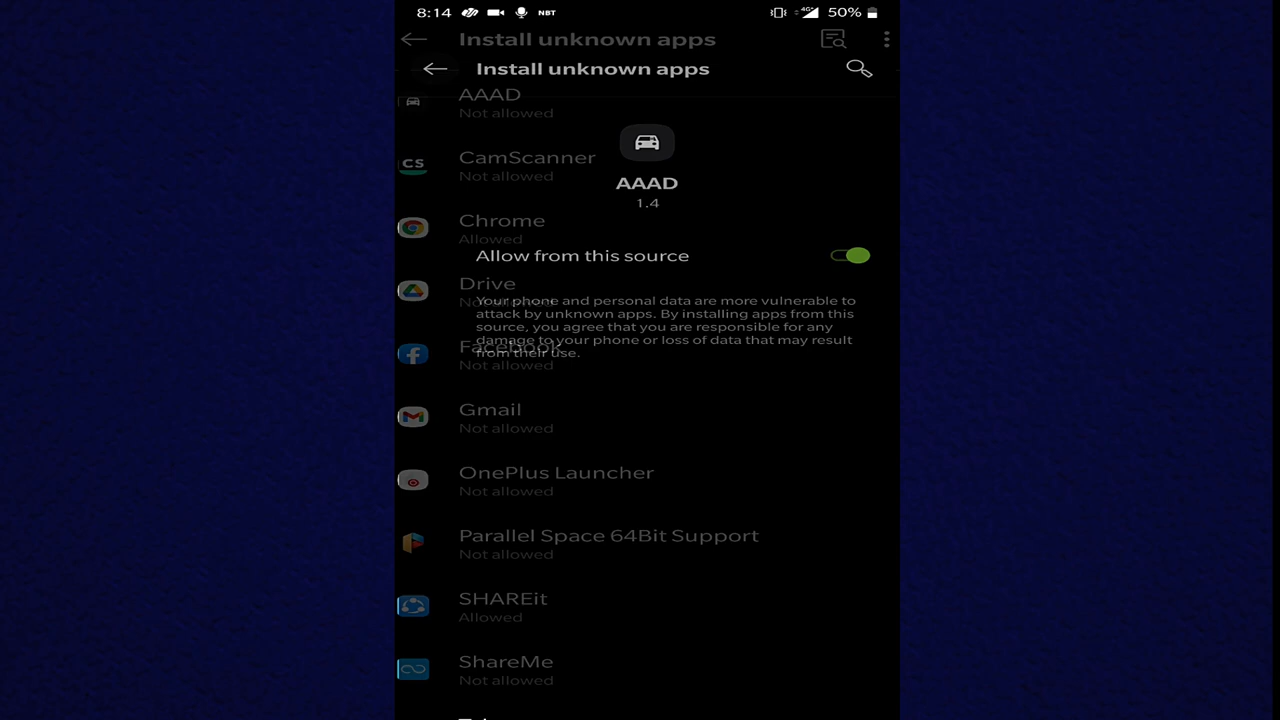 8:14 NBT 4G 50%
Install unknown apps
Install unknown apps
AAAD
Not allowed
CS
CamScanner
Not allowed
AAAD
1.4
Chrome
Allowed
Allow from this source
Drive
Your phone and personal data are more vulnerable to
attack by unknown apps. By installing apps from this
source, you agree that you are responsible for any
damage to your phone or loss of data that may result
from their use.
Facebook
Not allowed
Gmail
Not allowed
OnePlus Launcher
Not allowed
Parallel Space 64Bit Support
Not allowed
SHAREit
Allowed
ShareMe
Not allowed